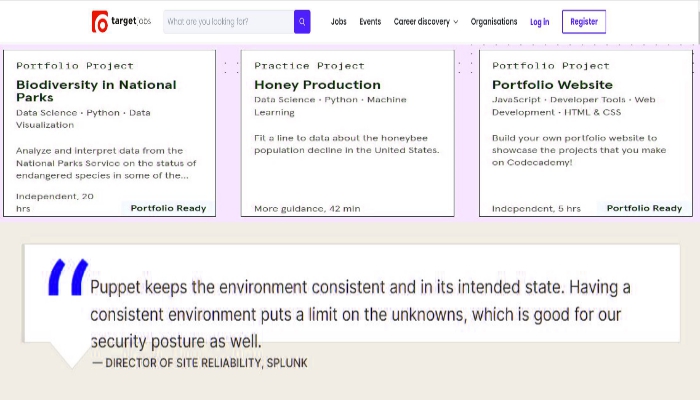 targetjobs What are you looking for? Jobs Events Career discovery Organisations Log in Register
Portfolio Project
Biodiversity in National
Parks
Data Science • Python • Data
Visualization
Analyze and interpret data from the
National Parks Service on the status of
endangered species in some of the...
Independent, 20
hrs
Portfolio Ready
Practice Project
Honey Production
Data Science • Python • Machine
Learning
Fit a line to data about the honeybee
population decline in the United States.
More guidance, 42 min
Portfolio Project
Portfolio Website
JavaScript • Developer Tools • Web
Development • HTML & CSS
Build your own portfolio website to
showcase the projects that you make
on Codecademy!
Independent, 5 hrs
Portfolio Ready
“Puppet keeps the environment consistent and in its intended state. Having a
consistent environment puts a limit on the unknowns, which is good for our
security posture as well.
— DIRECTOR OF SITE RELIABILITY, SPLUNK